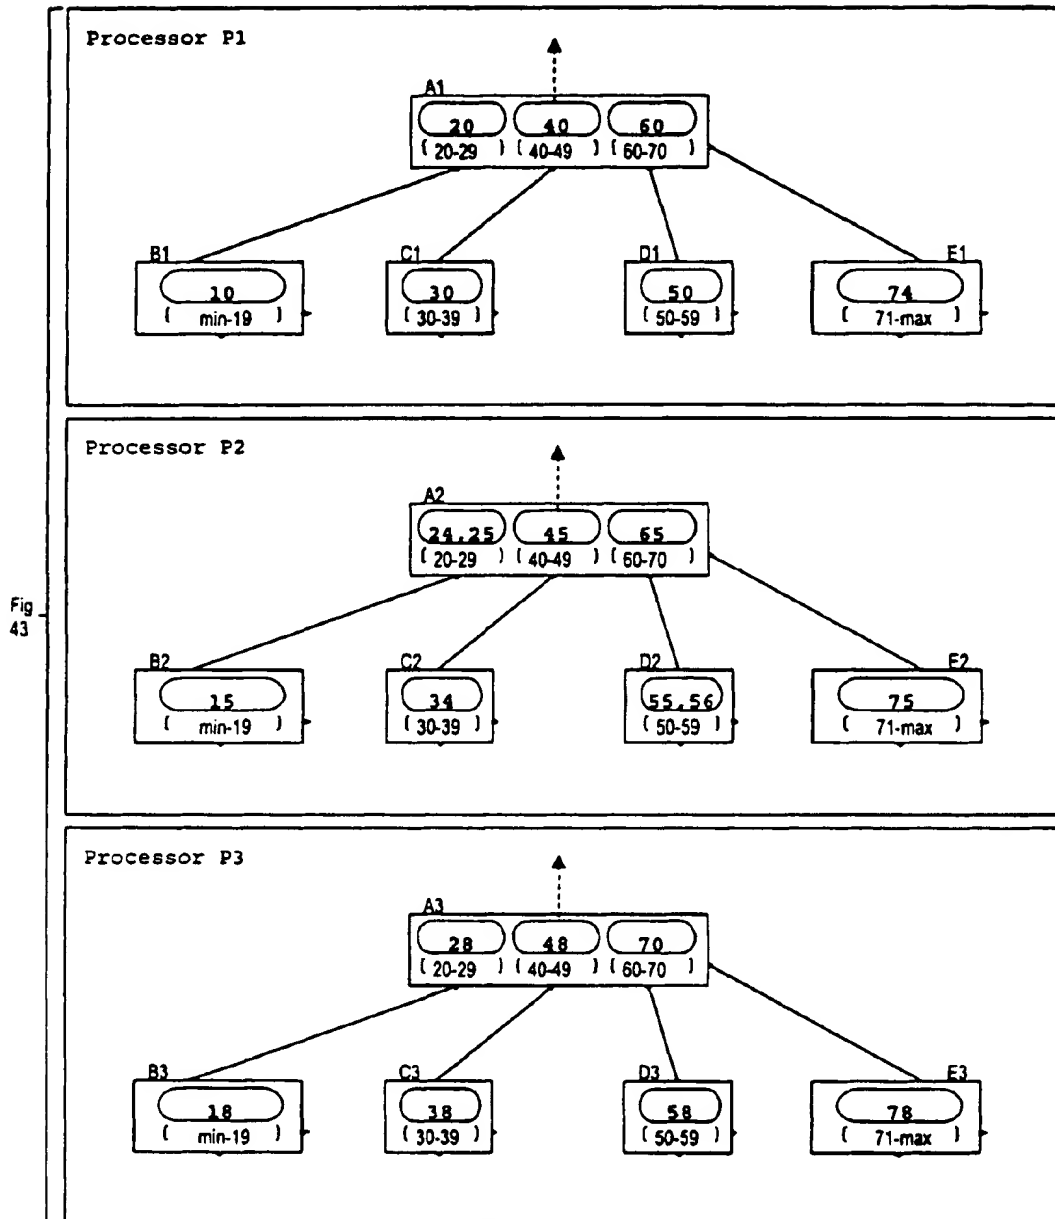 Processor P1
A1
20 40 60
( 20-29 ) ( 40-49 ) ( 60-70 )
B1 C1 D1 E1
10 30 50 74
( min-19 ) ( 30-39 ) ( 50-59 ) ( 71-max )
Processor P2
A2
24,25 45 65
( 20-29 ) ( 40-49 ) ( 60-70 )
Fig
43
B2 C2 D2 E2
15 34 55,56 75
( min-19 ) ( 30-39 ) ( 50-59 ) ( 71-max )
Processor P3
A3
28 48 70
( 20-29 ) ( 40-49 ) ( 60-70 )
B3 C3 D3 E3
18 38 58 78
( min-19 ) ( 30-39 ) ( 50-59 ) ( 71-max )